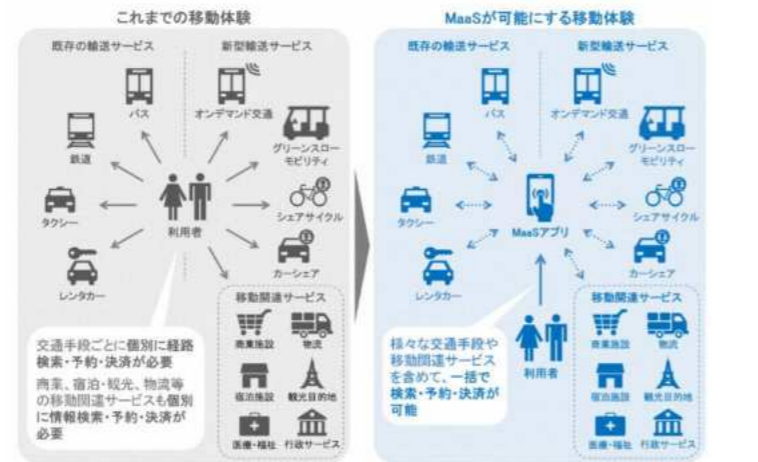 これまでの移動体験
既存の輸送サービス
新型輸送サービス
バス
オンデマンド交通
鉄道
グリーンスロー
モビリティ
タクシー
利用者
シェアサイクル
レンタカー
カーシェア
移動関連サービス
商業施設
物流
宿泊施設
観光目的地
医療・福祉
行政サービス
交通手段ごとに個別に経路
検索・予約・決済が必要
商業、宿泊・観光、物流等
の移動関連サービスも個別
に情報検索・予約・決済が
必要
MaaSが可能にする移動体験
既存の輸送サービス
新型輸送サービス
バス
オンデマンド交通
鉄道
グリーンスロー
モビリティ
タクシー
MaaSアプリ
シェアサイクル
レンタカー
カーシェア
利用者
移動関連サービス
商業施設
物流
宿泊施設
観光目的地
医療・福祉
行政サービス
様々な交通手段や
移動関連サービス
を含めて、一括で
検索・予約・決済が
可能